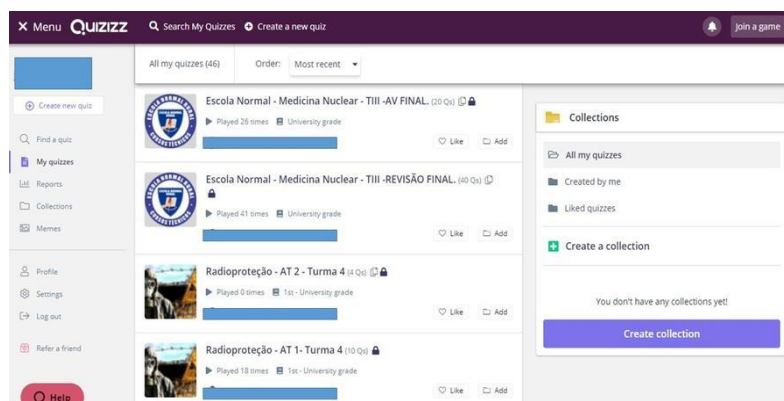 Menu Quizizz Search My Quizzes Create a new quiz Join a game
Create new quiz
Find a quiz
My quizzes
Reports
Collections
Memes
Profile
Settings
Log out
Refer a friend
Help
All my quizzes (46) Order: Most recent
Escola Normal - Medicina Nuclear - TIII -AV FINAL. (20 Qs)
Played 26 times University grade
Like Add
Escola Normal - Medicina Nuclear - TIII -REVISÃO FINAL. (40 Qs)
Played 41 times University grade
Like Add
Radioproteção - AT 2 - Turma 4 (4 Qs)
Played 0 times 1st - University grade
Like Add
Radioproteção - AT 1- Turma 4 (10 Qs)
Played 18 times 1st - University grade
Like Add
Collections
All my quizzes
Created by me
Liked quizzes
Create a collection
You don't have any collections yet!
Create collection